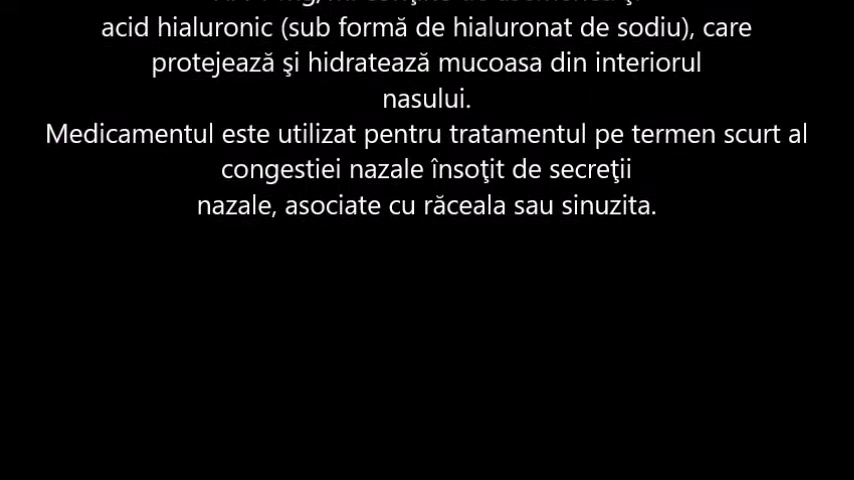 acid hialuronic (sub formă de hialuronat de sodiu), care
protejează şi hidratează mucoasa din interiorul
nasului.
Medicamentul este utilizat pentru tratamentul pe termen scurt al
congestiei nazale însoţit de secreţii
nazale, asociate cu răceala sau sinuzita.